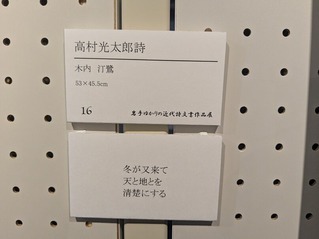 高村光太郎詩
木内 汀鷺
53×45.5cm
16 岩手ゆかりの近代詩文書作品展
冬が又来て
天と地とを
清楚にする